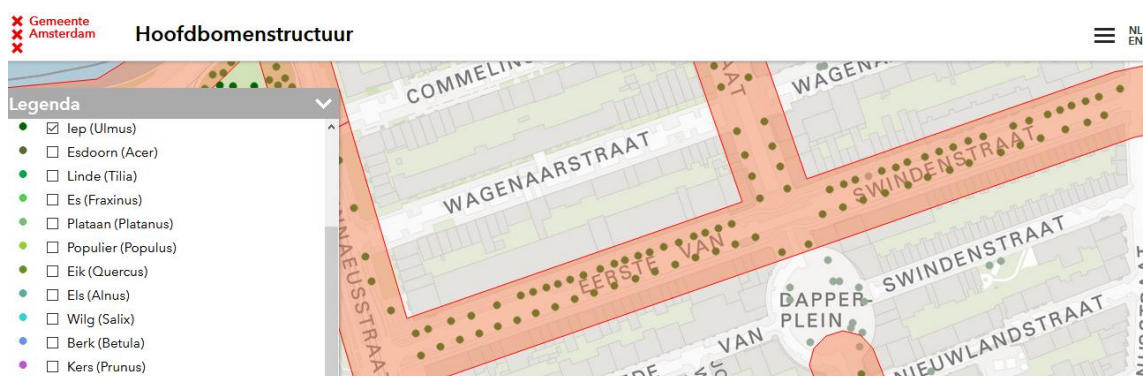 Gemeente
Amsterdam
Hoofdbomenstructuur
NL
EN
Legenda
Iep (Ulmus)
Esdoorn (Acer)
Linde (Tilia)
Es (Fraxinus)
Plataan (Platanus)
Populier (Populus)
Eik (Quercus)
Els (Alnus)
Wilg (Salix)
Berk (Betula)
Kers (Prunus)
WAGENAARSTRAAT
EERSTE VAN SWINDENSTRAAT
DAPPER-
PLEIN
SWINDENSTRAAT
VAN
NIEUWLANDSTRAAT